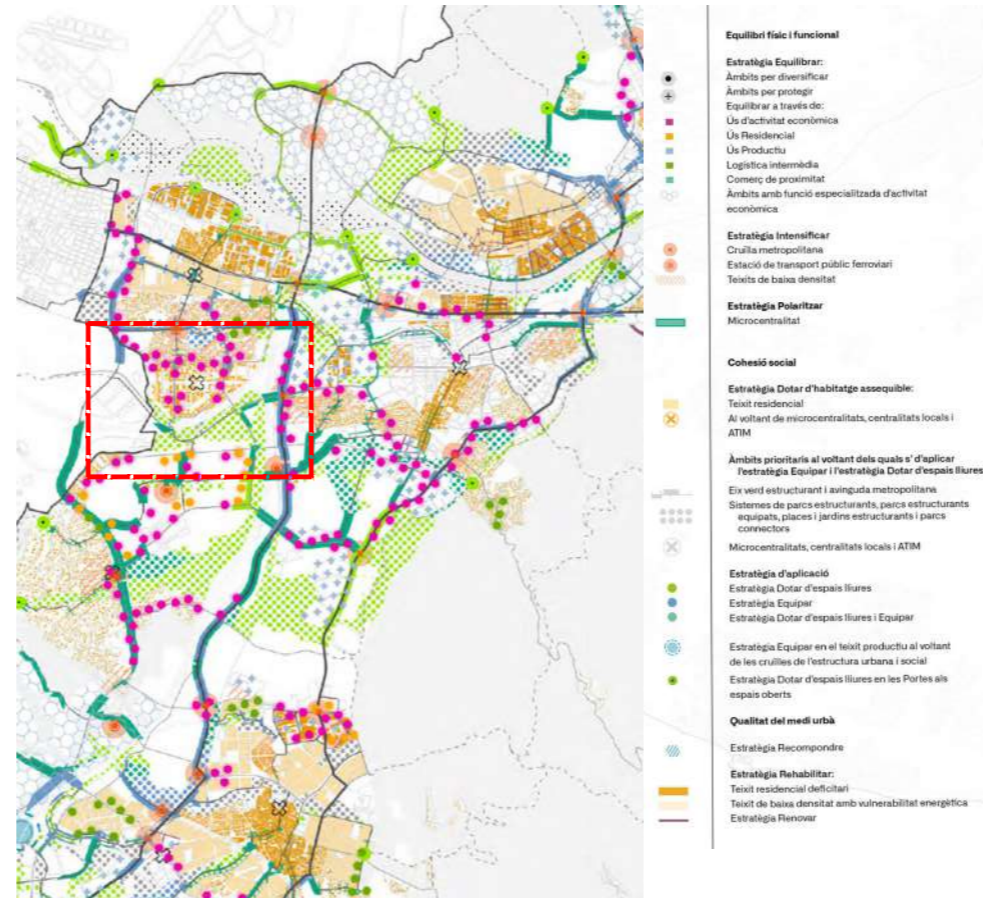 Equilibri físic i funcional
Estratègia Equilibrar:
Àmbits per diversificar
Àmbits per protegir
Equilibrar a través de:
Ús d'activitat econòmica
Ús Residencial
Ús Productiu
Logística intermèdia
Comerç de proximitat
Àmbits amb funció especialitzada d'activitat
econòmica
Estratègia Intensificar
Cruïlla metropolitana
Estació de transport públic ferroviari
Teixits de baixa densitat
Estratègia Polaritzar
Microcentralitat
Cohesió social
Estratègia Dotar d'habitatge assequible:
Teixit residencial
Al voltant de microcentralitats, centralitats locals i
ATIM
Àmbits prioritaris al voltant dels quals s' d'aplicar
l'estratègia Equipar i l'estratègia Dotar d'espais lliures
Eix verd estructurant i avinguda metropolitana
Sistemes de parcs estructurants, parcs estructurants
equipats, places i jardins estructurants i parcs
connectors
Microcentralitats, centralitats locals i ATIM
Estratègia d'aplicació
Estratègia Dotar d'espais lliures
Estratègia Equipar
Estratègia Dotar d'espais lliures i Equipar
Estratègia Equipar en el teixit productiu al voltant
de les cruïlles de l'estructura urbana i social
Estratègia Dotar d'espais lliures en les Portes als
espais oberts
Qualitat del medi urbà
Estratègia Recompondre
Estratègia Rehabilitar:
Teixit residencial deficitari
Teixit de baixa densitat amb vulnerabilitat energètica
Estratègia Renovar